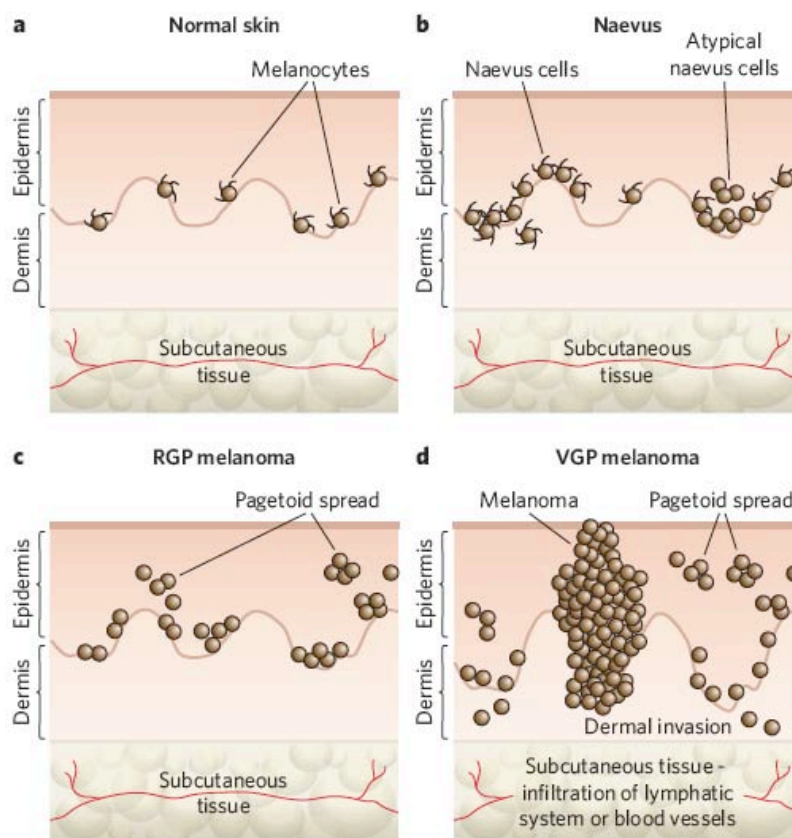 a
Normal skin
Melanocytes
Epidermis
Dermis
Subcutaneous
tissue
b
Naevus
Naevus cells
Atypical
naevus cells
Epidermis
Dermis
Subcutaneous
tissue
c
RGP melanoma
Pagetoid spread
Epidermis
Dermis
Subcutaneous
tissue
d
VGP melanoma
Melanoma
Pagetoid spread
Epidermis
Dermis
Dermal invasion
Subcutaneous tissue -
infiltration of lymphatic
system or blood vessels